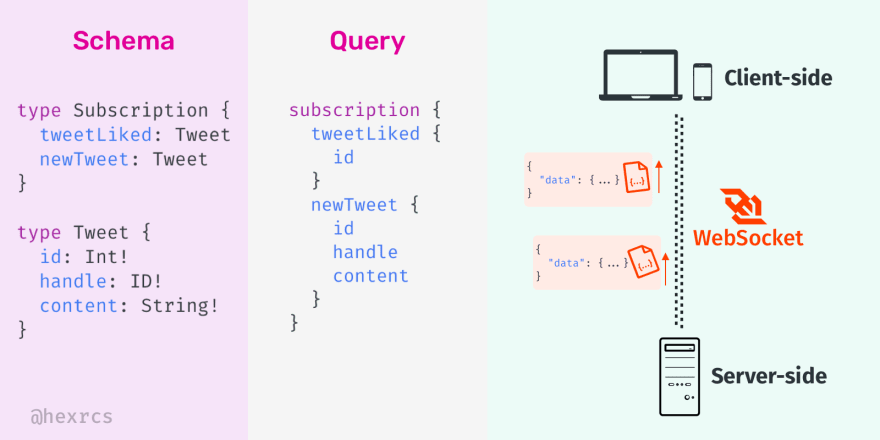 Schema
type Subscription {
  tweetLiked: Tweet
  newTweet: Tweet
}
type Tweet {
  id: Int!
  handle: ID!
  content: String!
}
@hexrcs
Query
subscription {
  tweetLiked {
    id
  }
  newTweet {
    id
    handle
    content
  }
}
Client-side
{
  "data": {...}
}
{...}
WebSocket
{
  "data": {...}
}
{...}
Server-side